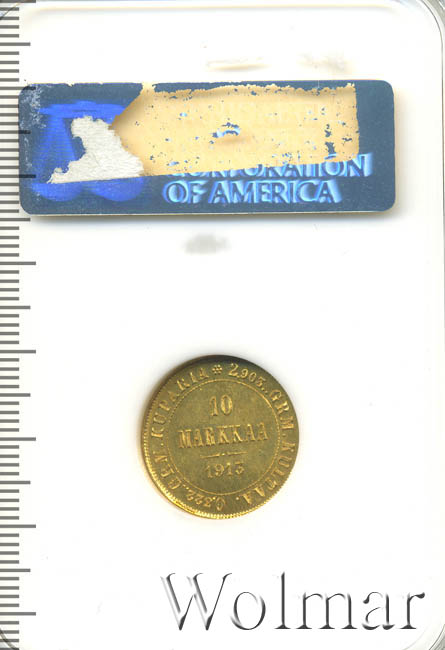 CORPORATION
OF AMERICA
✻ 2,903. GRM. KULTAA. 0,322. GRM. KUPARIA
10
MARKKAA
1913
Wolmar